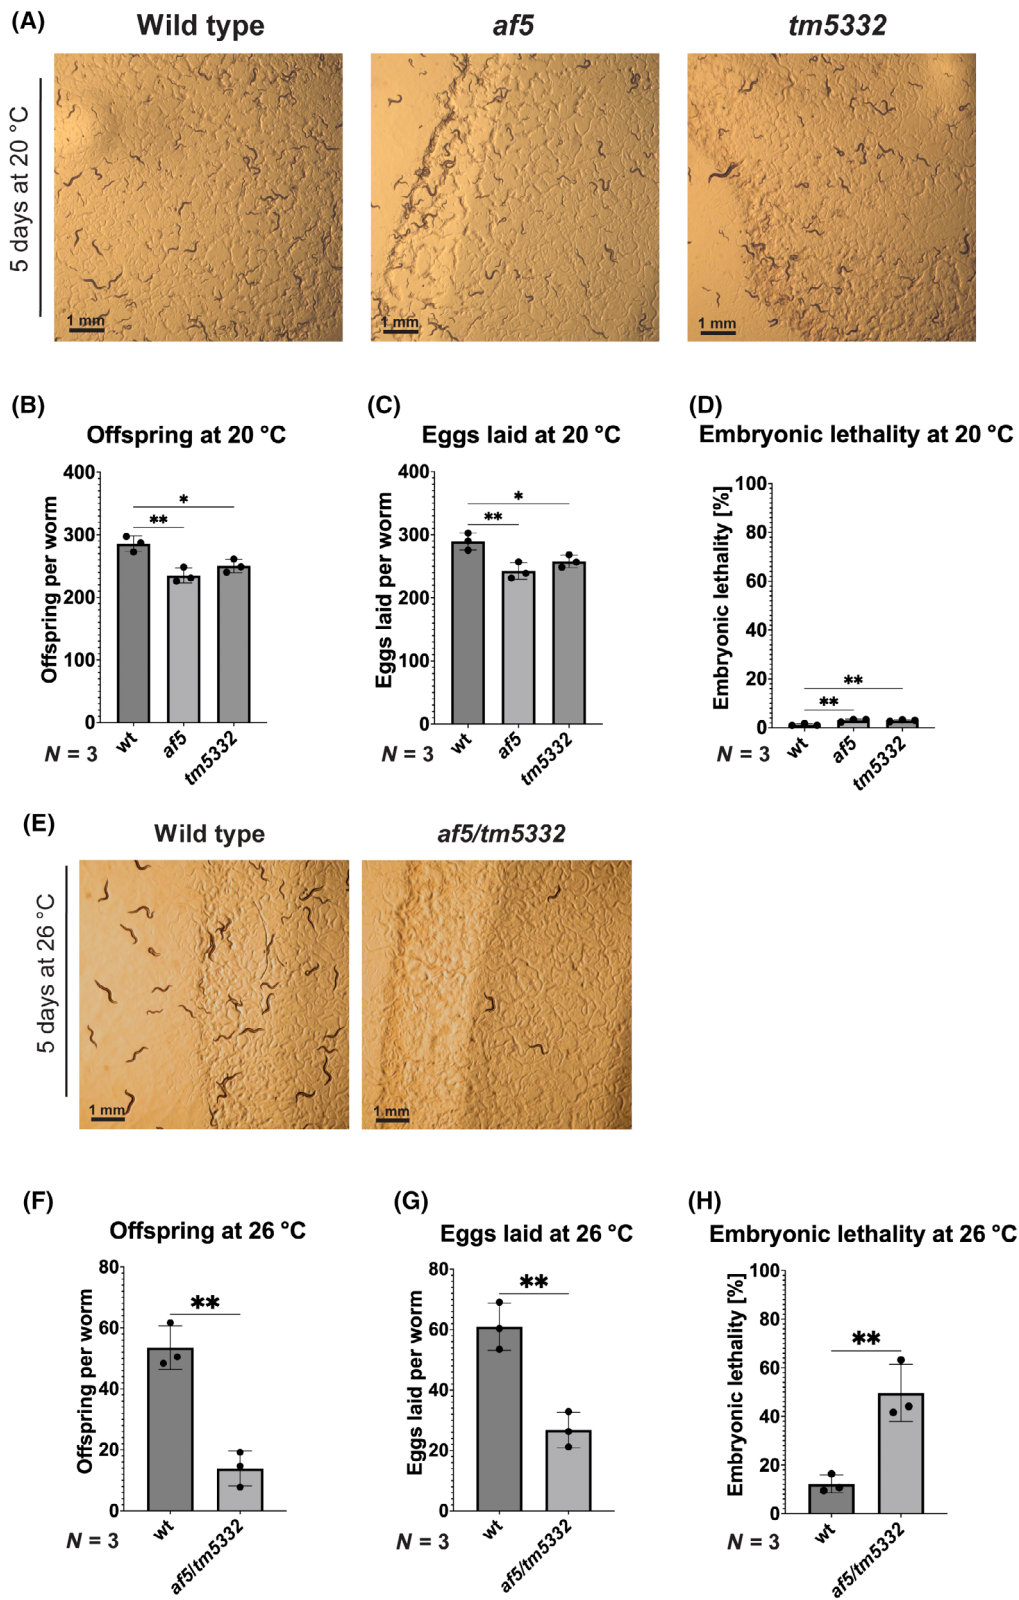 (A)
Wild type
af5
tm5332
5 days at 20 °C
1 mm
1 mm
1 mm
(B)
Offspring at 20 °C
Offspring per worm
400
300
200
100
0
*
**
wt
af5
tm5332
N = 3
(C)
Eggs laid at 20 °C
Eggs laid per worm
400
300
200
100
0
*
**
wt
af5
tm5332
N = 3
(D)
Embryonic lethality at 20 °C
Embryonic lethality [%]
100
80
60
40
20
0
**
**
wt
af5
tm5332
N = 3
(E)
Wild type
af5/tm5332
5 days at 26 °C
1 mm
1 mm
(F)
Offspring at 26 °C
Offspring per worm
80
60
40
20
0
**
wt
af5/tm5332
N = 3
(G)
Eggs laid at 26 °C
Eggs laid per worm
80
60
40
20
0
**
wt
af5/tm5332
N = 3
(H)
Embryonic lethality at 26 °C
Embryonic lethality [%]
100
80
60
40
20
0
**
wt
af5/tm5332
N = 3